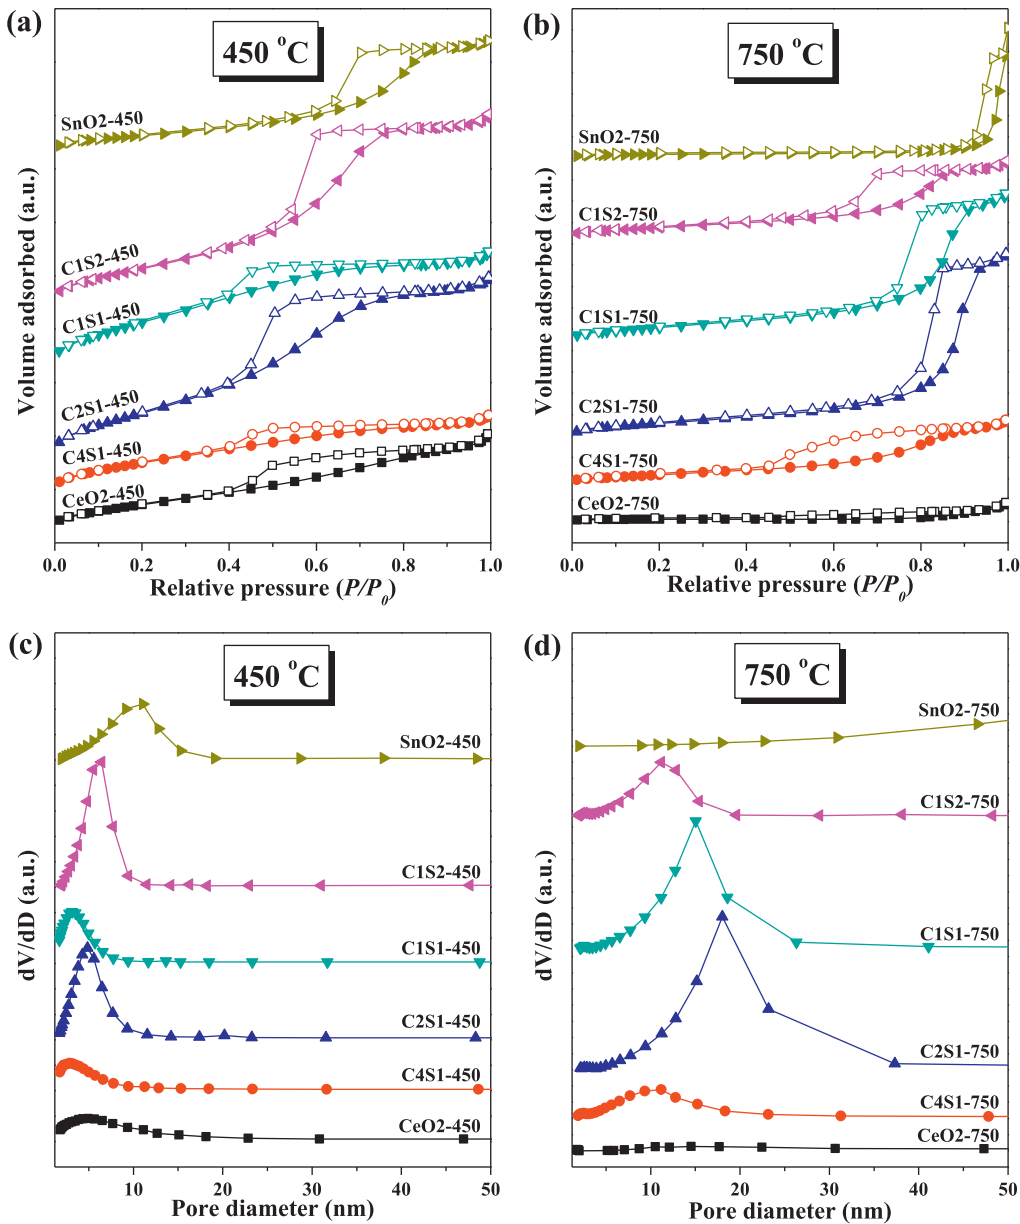 (a)
450 °C
SnO2-450
C1S2-450
C1S1-450
C2S1-450
C4S1-450
CeO2-450
Volume adsorbed (a.u.)
0.0 0.2 0.4 0.6 0.8 1.0
Relative pressure (P/P0)
(b)
750 °C
SnO2-750
C1S2-750
C1S1-750
C2S1-750
C4S1-750
CeO2-750
Volume adsorbed (a.u.)
0.0 0.2 0.4 0.6 0.8 1.0
Relative pressure (P/P0)
(c)
450 °C
SnO2-450
C1S2-450
C1S1-450
C2S1-450
C4S1-450
CeO2-450
dV/dD (a.u.)
10 20 30 40 50
Pore diameter (nm)
(d)
750 °C
SnO2-750
C1S2-750
C1S1-750
C2S1-750
C4S1-750
CeO2-750
dV/dD (a.u.)
10 20 30 40 50
Pore diameter (nm)